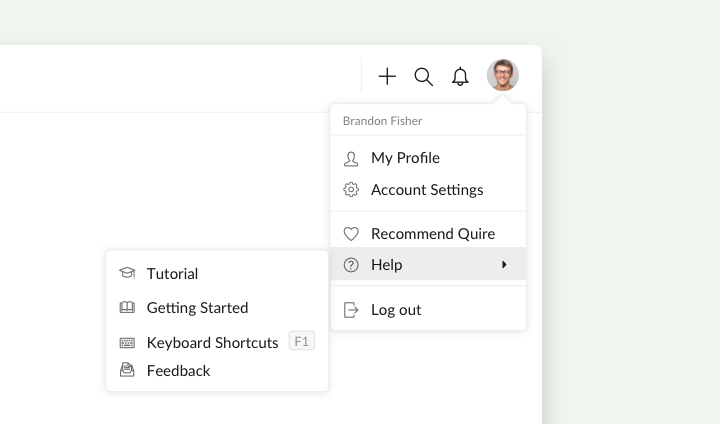 Brandon Fisher
My Profile
Account Settings
Recommend Quire
Help
Log out
Tutorial
Getting Started
Keyboard Shortcuts F1
Feedback